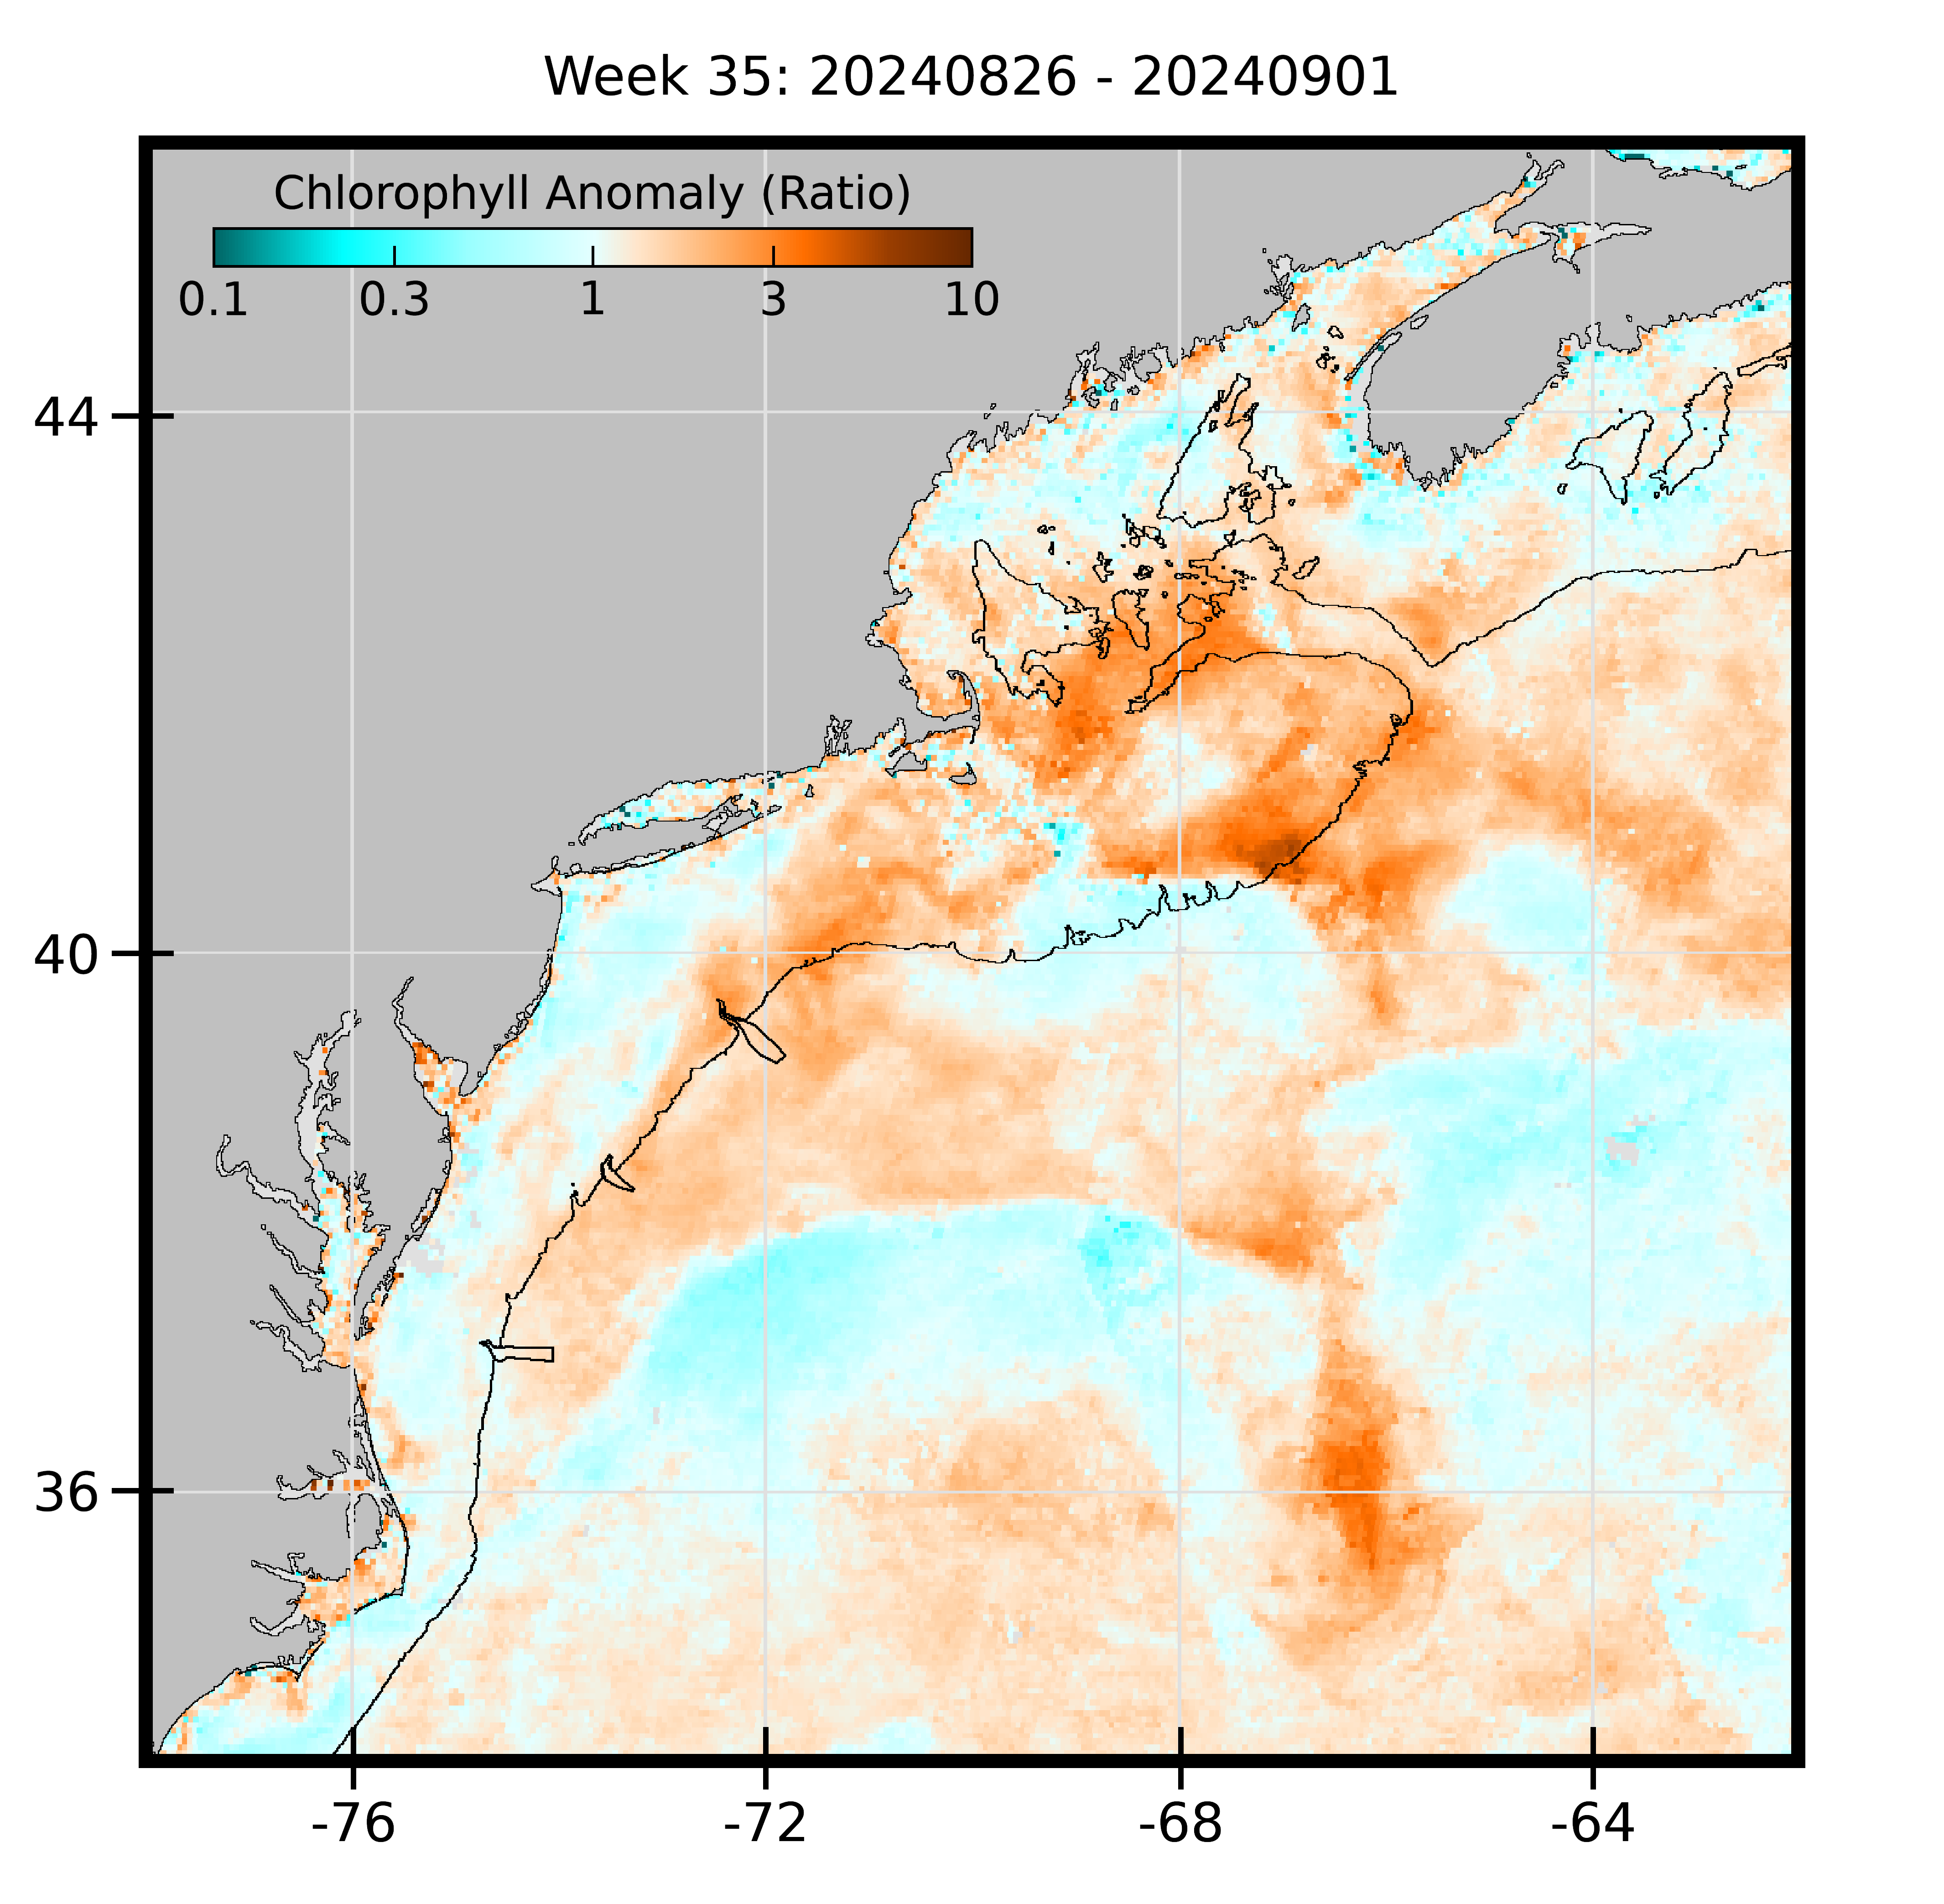 Week 35: 20240826 - 20240901
Chlorophyll Anomaly (Ratio)
0.1 0.3 1 3 10
44
40
36
-76 -72 -68 -64